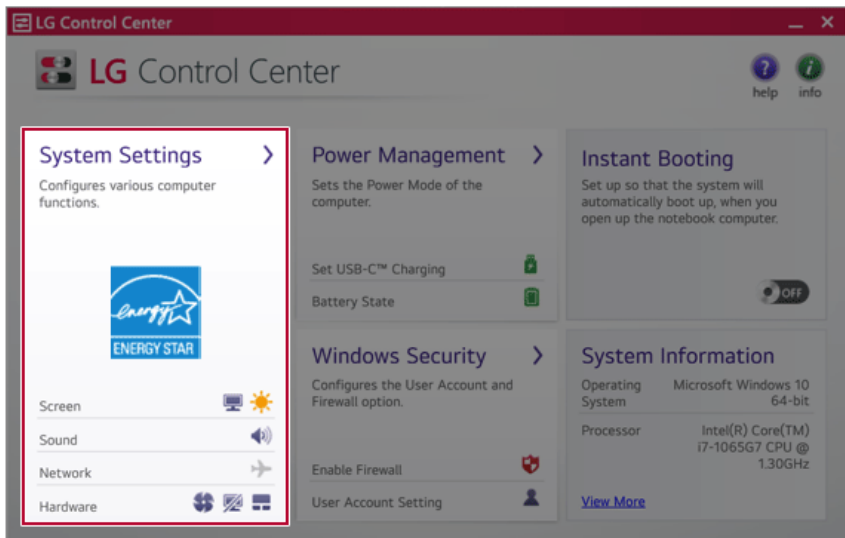 LG Control Center
LG Control Center
help
info
System Settings
Configures various computer
functions.
energy
ENERGY STAR
Screen
Sound
Network
Hardware
Power Management
Sets the Power Mode of the
computer.
Set USB-C™ Charging
Battery State
Instant Booting
Set up so that the system will
automatically boot up, when you
open up the notebook computer.
OFF
Windows Security
Configures the User Account and
Firewall option.
Enable Firewall
User Account Setting
System Information
Operating System
Microsoft Windows 10
64-bit
Processor
Intel(R) Core(TM)
i7-1065G7 CPU @
1.30GHz
View More